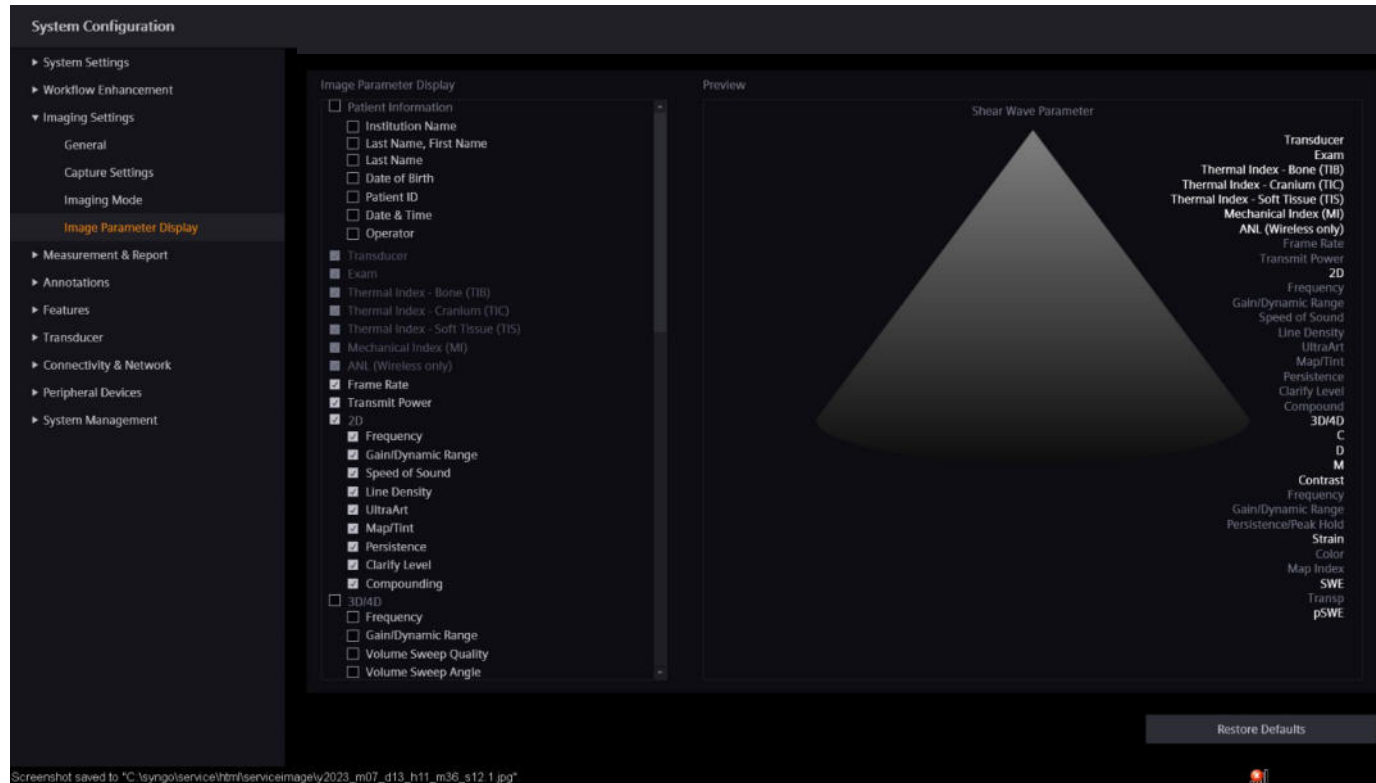 System Configuration
System Settings
Workflow Enhancement
Imaging Settings
General
Capture Settings
Imaging Mode
Image Parameter Display
Measurement & Report
Annotations
Features
Transducer
Connectivity & Network
Peripheral Devices
System Management
Image Parameter Display
Patient Information
Institution Name
Last Name, First Name
Last Name
Date of Birth
Patient ID
Date & Time
Operator
Transducer
Exam
Thermal Index - Bone (TIB)
Thermal Index - Cranium (TIC)
Thermal Index - Soft Tissue (TIS)
Mechanical Index (MI)
ANL (Wireless only)
Frame Rate
Transmit Power
2D
Frequency
Gain/Dynamic Range
Speed of Sound
Line Density
UltraArt
Map/Tint
Persistence
Clarify Level
Compounding
3D/4D
Frequency
Gain/Dynamic Range
Volume Sweep Quality
Volume Sweep Angle
Preview
Shear Wave Parameter
Transducer
Exam
Thermal Index - Bone (TIB)
Thermal Index - Cranium (TIC)
Thermal Index - Soft Tissue (TIS)
Mechanical Index (MI)
ANL (Wireless only)
Frame Rate
Transmit Power
2D
Frequency
Gain/Dynamic Range
Speed of Sound
Line Density
UltraArt
Map/Tint
Persistence
Clarify Level
Compound
3D/4D
C
D
M
Contrast
Frequency
Gain/Dynamic Range
Persistence/Peak Hold
Strain
Color
Map Index
SWE
Transp
pSWE
Restore Defaults
Screenshot saved to "C:\syngo\service\html\serviceimage\y2023_m07_d13_h11_m36_s12.1.jpg"